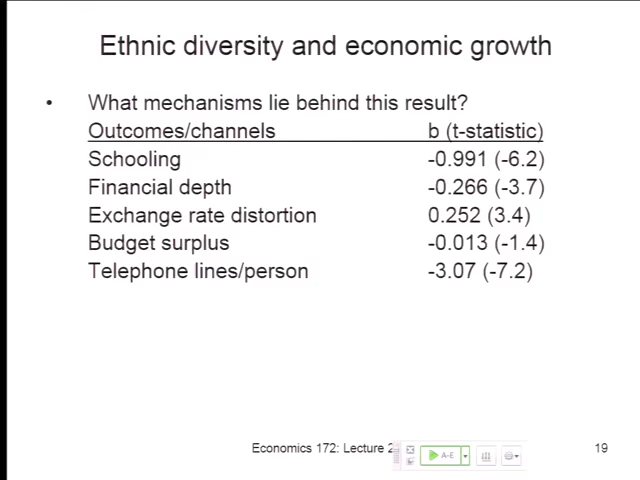 Ethnic diversity and economic growth
• What mechanisms lie behind this result?
Outcomes/channels b (t-statistic)
Schooling -0.991 (-6.2)
Financial depth -0.266 (-3.7)
Exchange rate distortion 0.252 (3.4)
Budget surplus -0.013 (-1.4)
Telephone lines/person -3.07 (-7.2)
Economics 172: Lecture 19
A-E